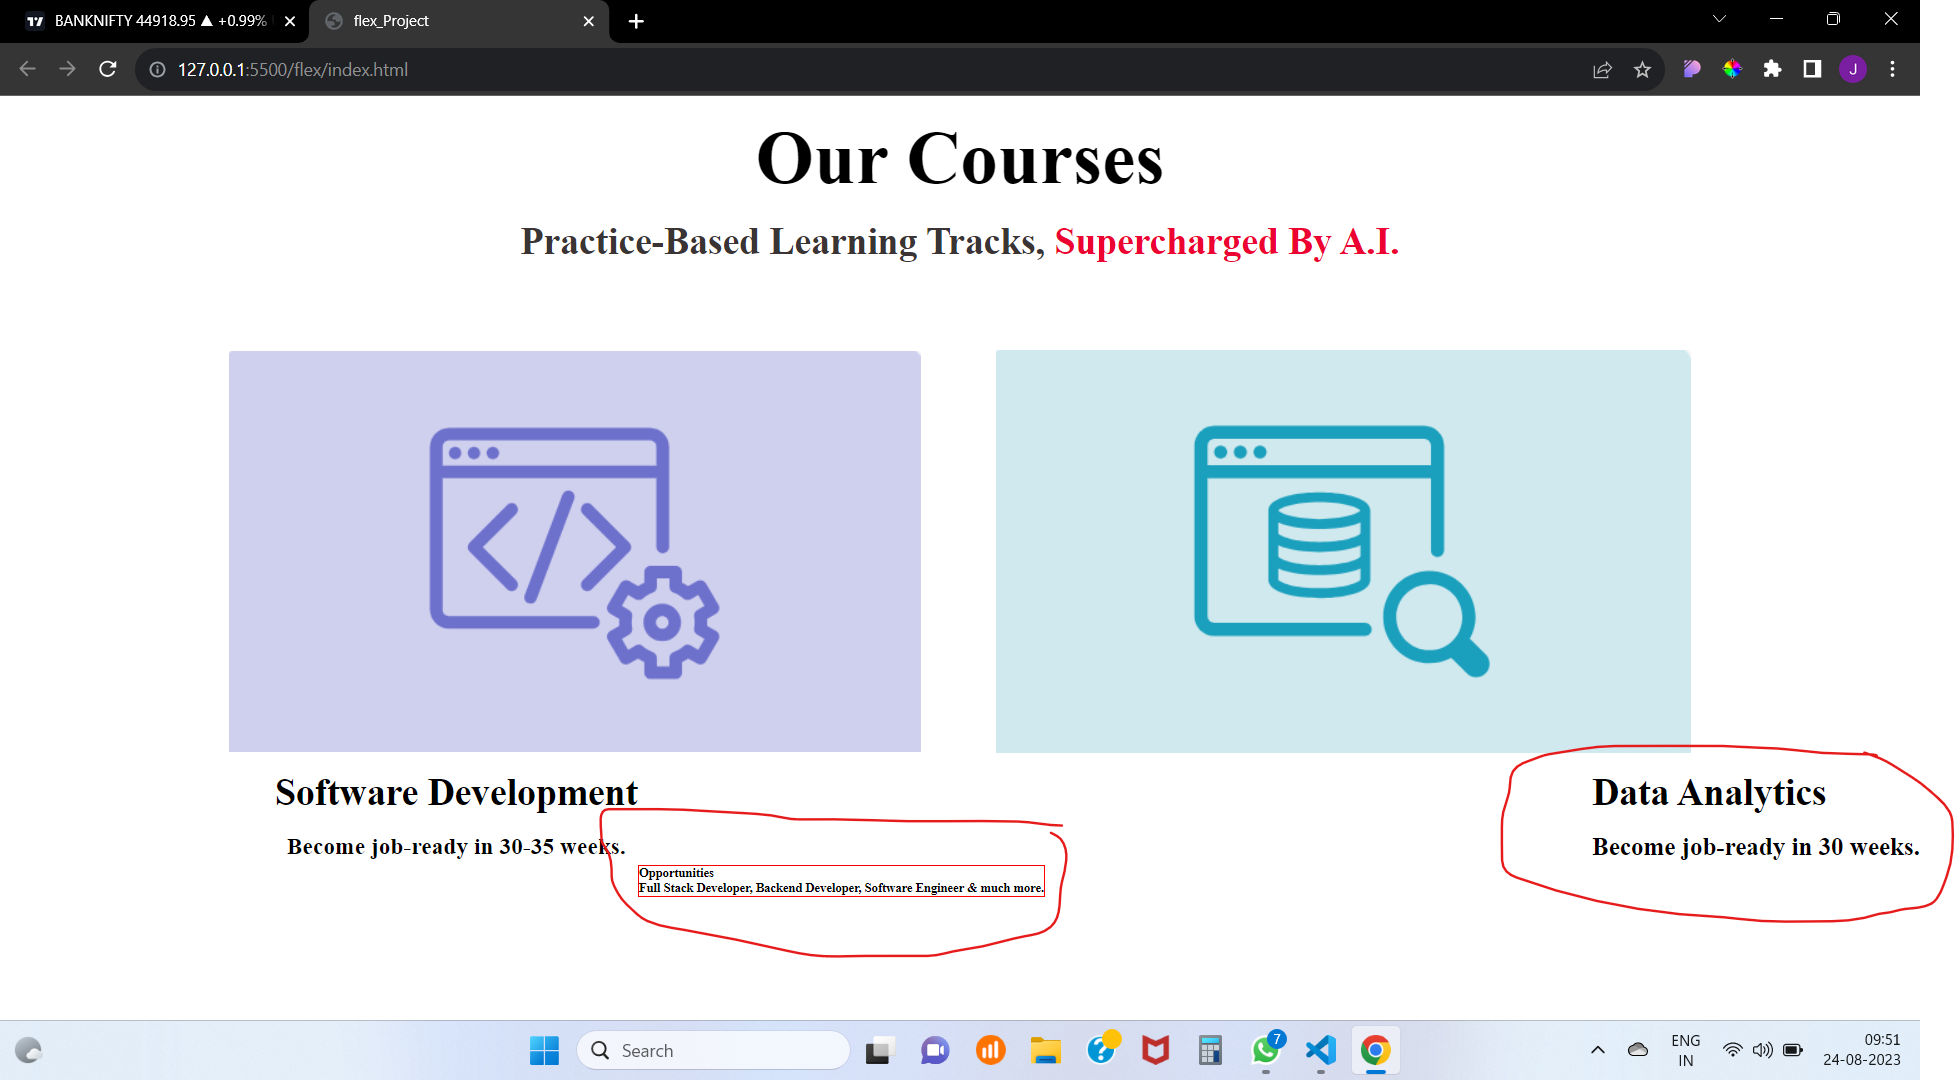 BANKNIFTY 44918.95 ▲ +0.99%
flex_Project
127.0.0.1:5500/flex/index.html
J
Our Courses
Practice-Based Learning Tracks, Supercharged By A.I.
Software Development
Become job-ready in 30-35 weeks.
Opportunities
Full Stack Developer, Backend Developer, Software Engineer & much more.
Data Analytics
Become job-ready in 30 weeks.
Search
7
ENG
IN
09:51
24-08-2023